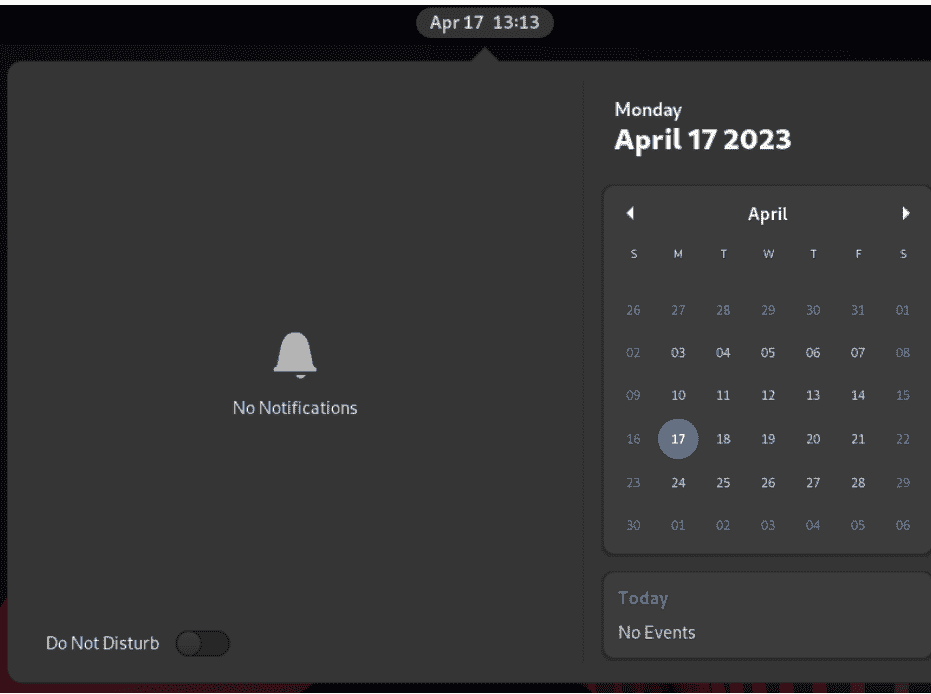 Apr 17 13:13
No Notifications
Do Not Disturb
Monday
April 17 2023
April
S M T W T F S
26 27 28 29 30 31 01
02 03 04 05 06 07 08
09 10 11 12 13 14 15
16 17 18 19 20 21 22
23 24 25 26 27 28 29
30 01 02 03 04 05 06
Today
No Events